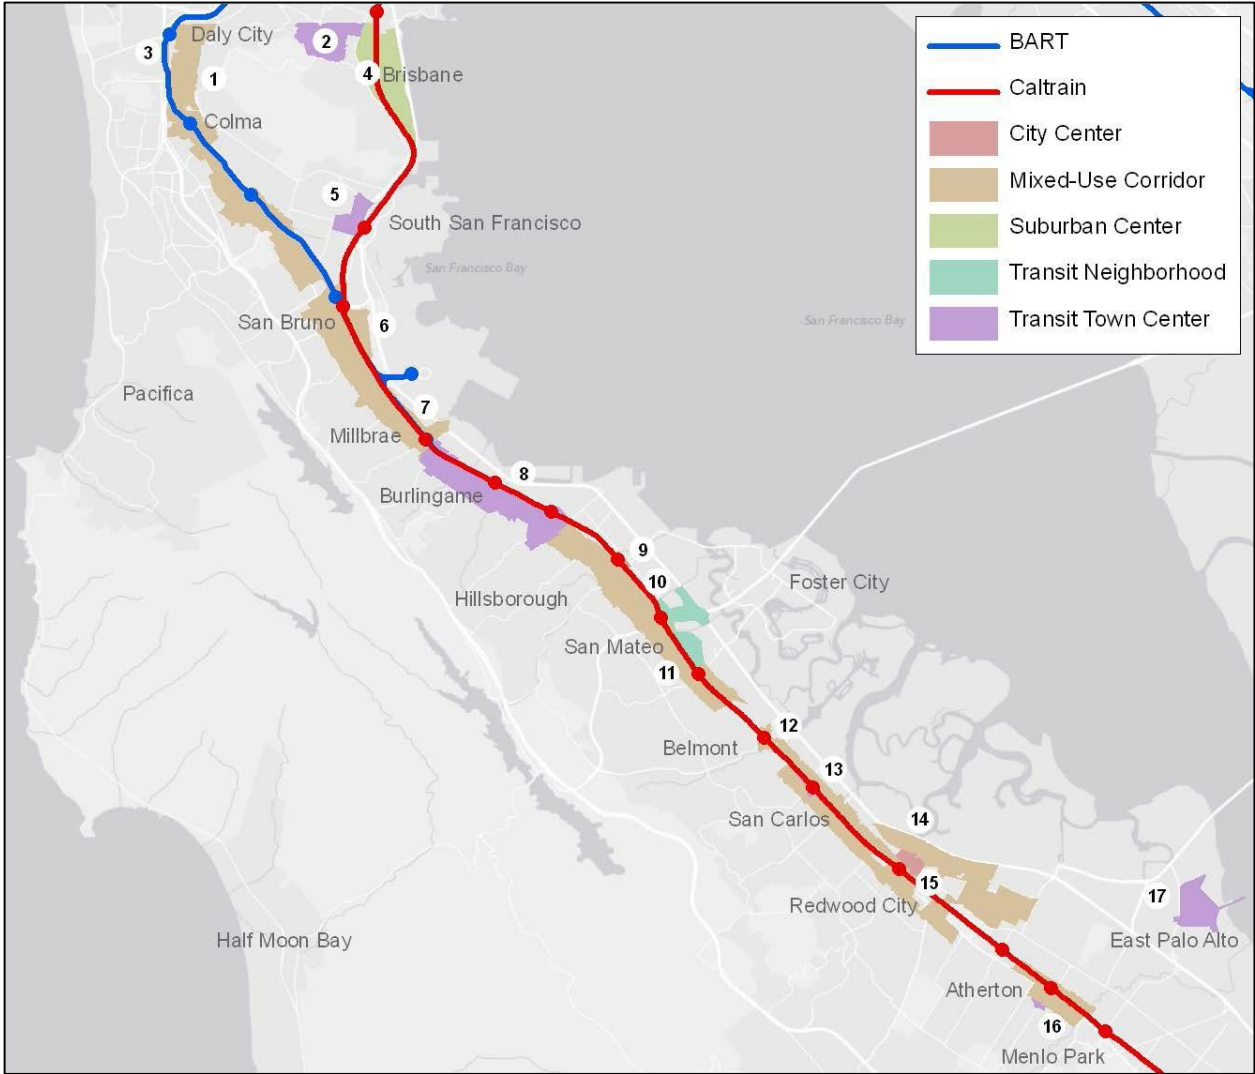 BART
Caltrain
City Center
Mixed-Use Corridor
Suburban Center
Transit Neighborhood
Transit Town Center
Daly City
2
3
4
Brisbane
1
Colma
5
South San Francisco
San Francisco Bay
San Bruno
6
San Francisco Bay
Pacifica
7
Millbrae
8
Burlingame
9
10
Foster City
Hillsborough
San Mateo
11
12
Belmont
13
San Carlos
14
15
17
Redwood City
East Palo Alto
Half Moon Bay
Atherton
16
Menlo Park